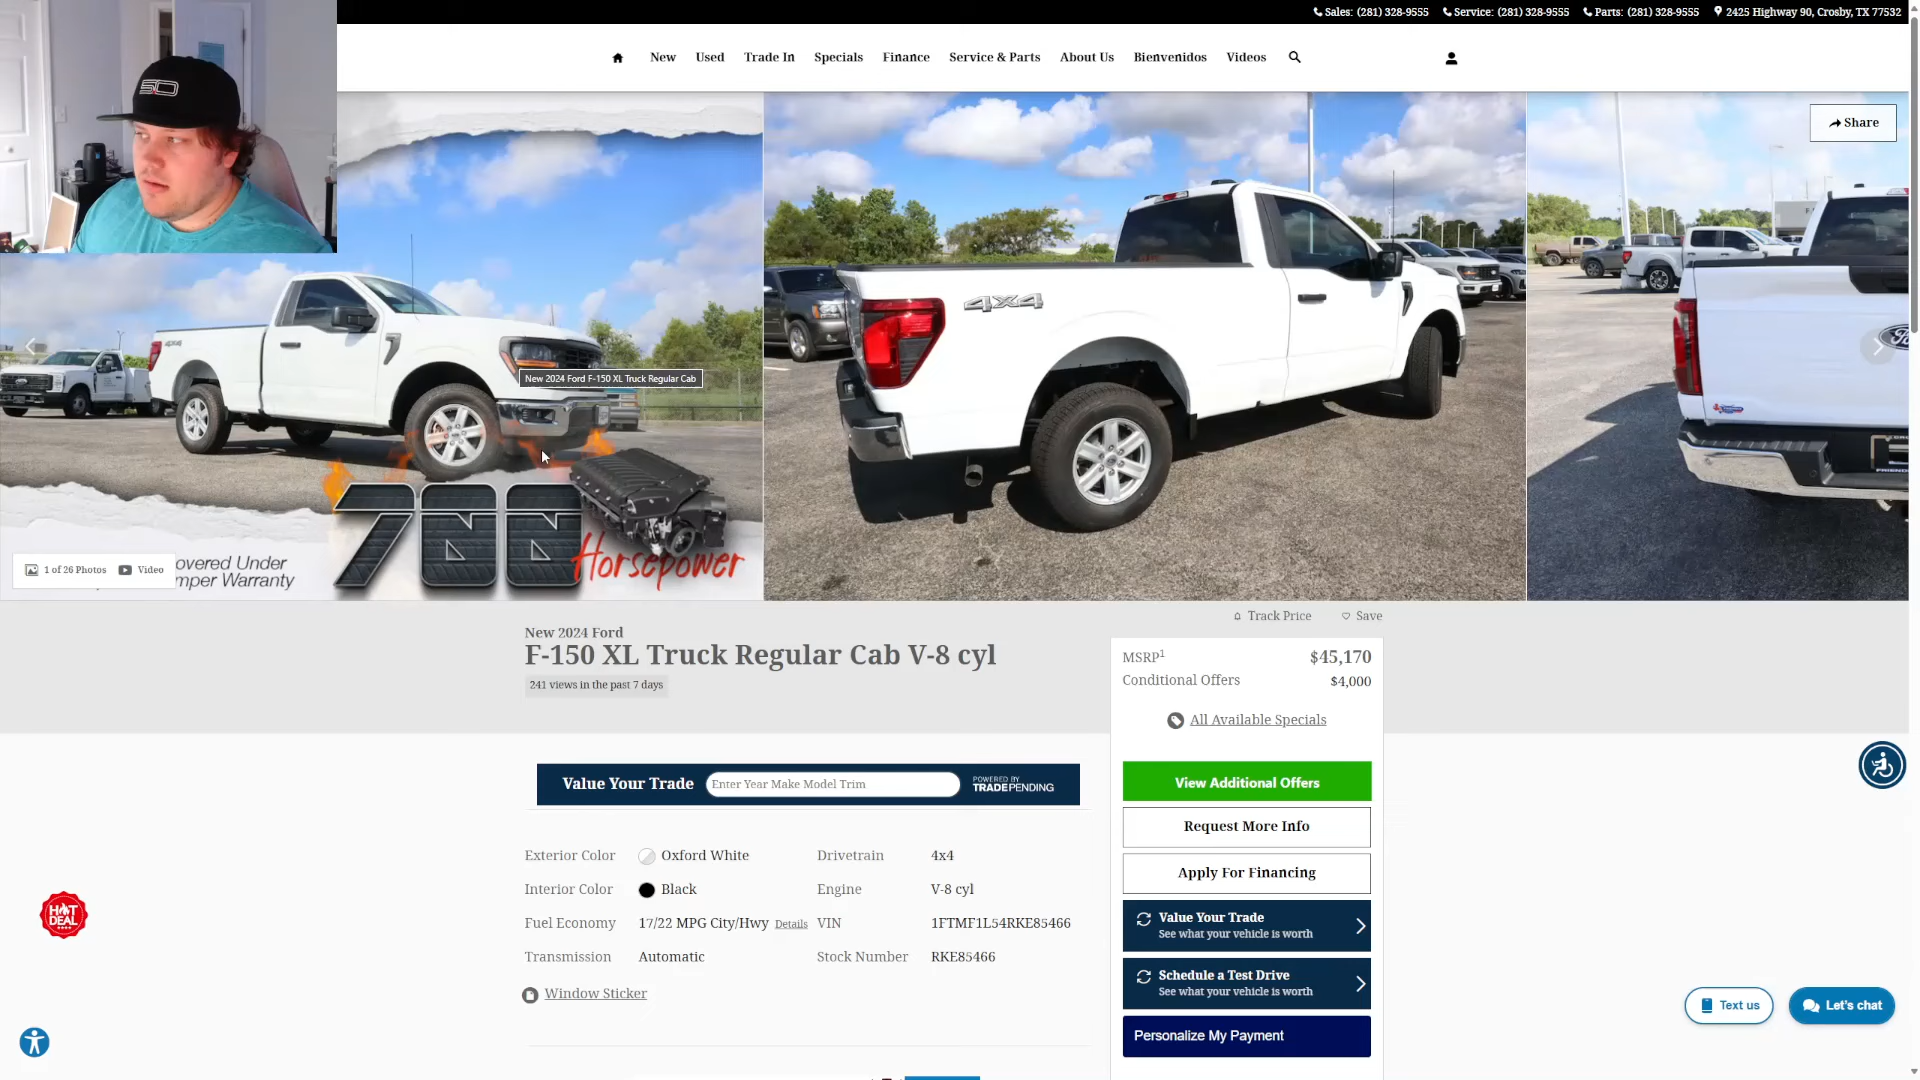 Sales: (281) 328-9555 Service: (281) 328-9555 Parts: (281) 328-9555 2425 Highway 90, Crosby, TX 77532
New Used Trade In Specials Finance Service & Parts About Us Bienvenidos Videos
Share
4x4
4x4
New 2024 Ford F-150 XL Truck Regular Cab
700
Horsepower
overed Under
mper Warranty
1 of 26 Photos Video
Track Price Save
New 2024 Ford
F-150 XL Truck Regular Cab V-8 cyl
241 views in the past 7 days
MSRP1 $45,170
Conditional Offers $4,000
All Available Specials
Value Your Trade Enter Year Make Model Trim POWERED BY
TRADEPENDING
View Additional Offers
Request More Info
Apply For Financing
Value Your Trade
See what your vehicle is worth
Schedule a Test Drive
See what your vehicle is worth
Personalize My Payment
Exterior Color Oxford White Drivetrain 4x4
Interior Color Black Engine V-8 cyl
Fuel Economy 17/22 MPG City/Hwy Details VIN 1FTMF1L54RKE85466
Transmission Automatic Stock Number RKE85466
Window Sticker
HOT
DEAL
Text us
Let's chat